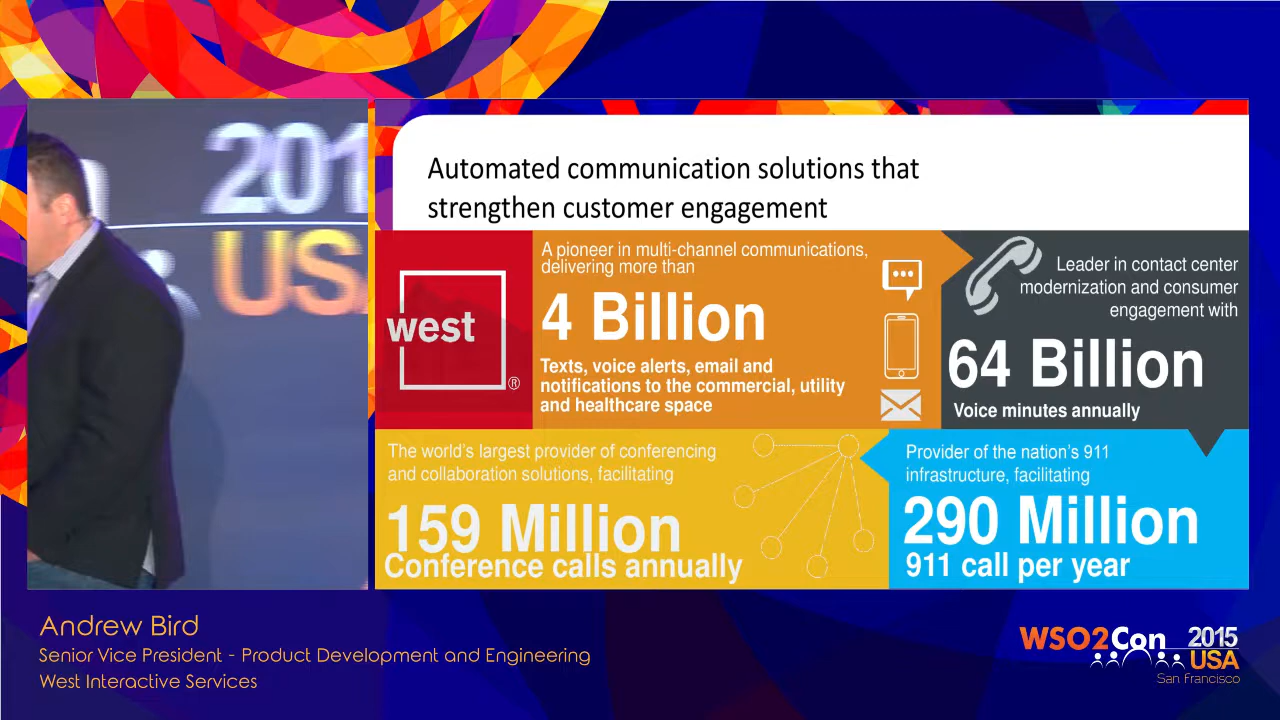 201
USA
Automated communication solutions that
strengthen customer engagement
west
®
A pioneer in multi-channel communications,
delivering more than
4 Billion
Texts, voice alerts, email and
notifications to the commercial, utility
and healthcare space
Leader in contact center
modernization and consumer
engagement with
64 Billion
Voice minutes annually
The world's largest provider of conferencing
and collaboration solutions, facilitating
159 Million
Conference calls annually
Provider of the nation's 911
infrastructure, facilitating
290 Million
911 call per year
Andrew Bird
Senior Vice President - Product Development and Engineering
West Interactive Services
WSO2Con 2015
USA
San Francisco